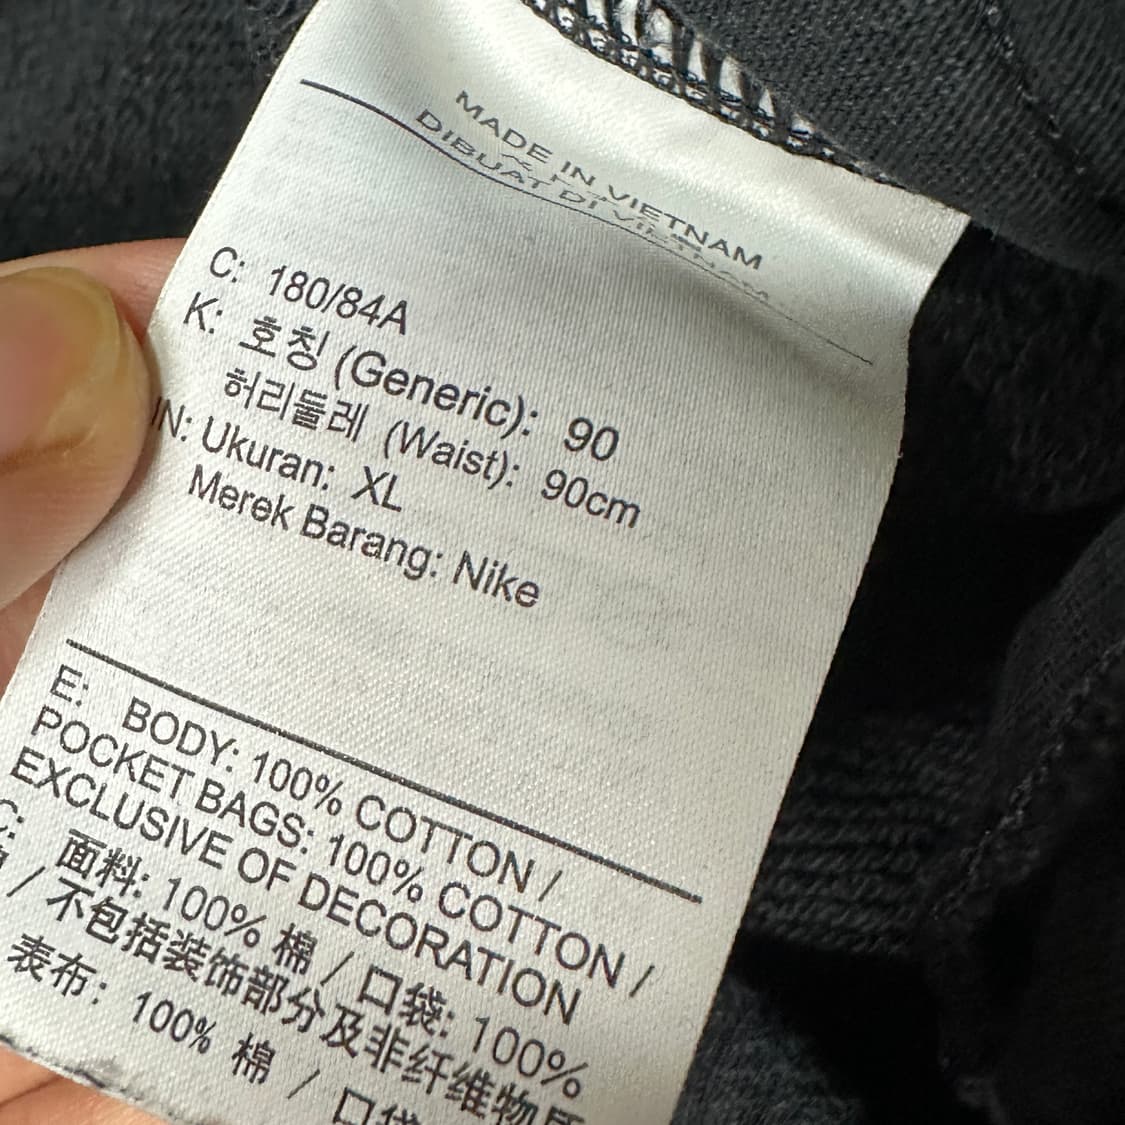 MADE IN VIETNAM
DIBUAT DI VIETNAM
C: 180/84A
K: 호칭 (Generic): 90
허리둘레 (Waist): 90cm
IN: Ukuran: XL
Merek Barang: Nike
E: BODY: 100% COTTON /
POCKET BAGS: 100% COTTON /
EXCLUSIVE OF DECORATION
C: 面料: 100% 棉 / 口袋: 100%
/ 不包括装饰部分及非纤维物质
表布: 100% 棉 / 口袋